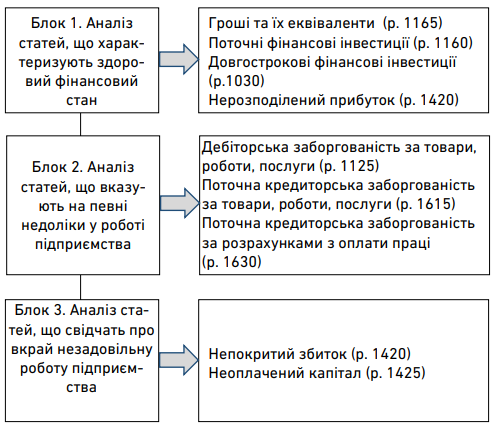 Блок 1. Аналіз
статей, що харак-
теризують здоро-
вий фінансовий
стан
Гроші та їх еквіваленти (р. 1165)
Поточні фінансові інвестиції (р. 1160)
Довгострокові фінансові інвестиції
(р.1030)
Нерозподілений прибуток (р. 1420)
Блок 2. Аналіз
статей, що вказу-
ють на певні
недоліки у роботі
підприємства
Дебіторська заборгованість за товари,
роботи, послуги (р. 1125)
Поточна кредиторська заборгованість
за товари, роботи, послуги (р. 1615)
Поточна кредиторська заборгованість
за розрахунками з оплати праці
(р. 1630)
Блок 3. Аналіз ста-
тей, що свідчать про
вкрай незадовільну
роботу підприєм-
ства
Непокритий збиток (р. 1420)
Неоплачений капітал (р. 1425)